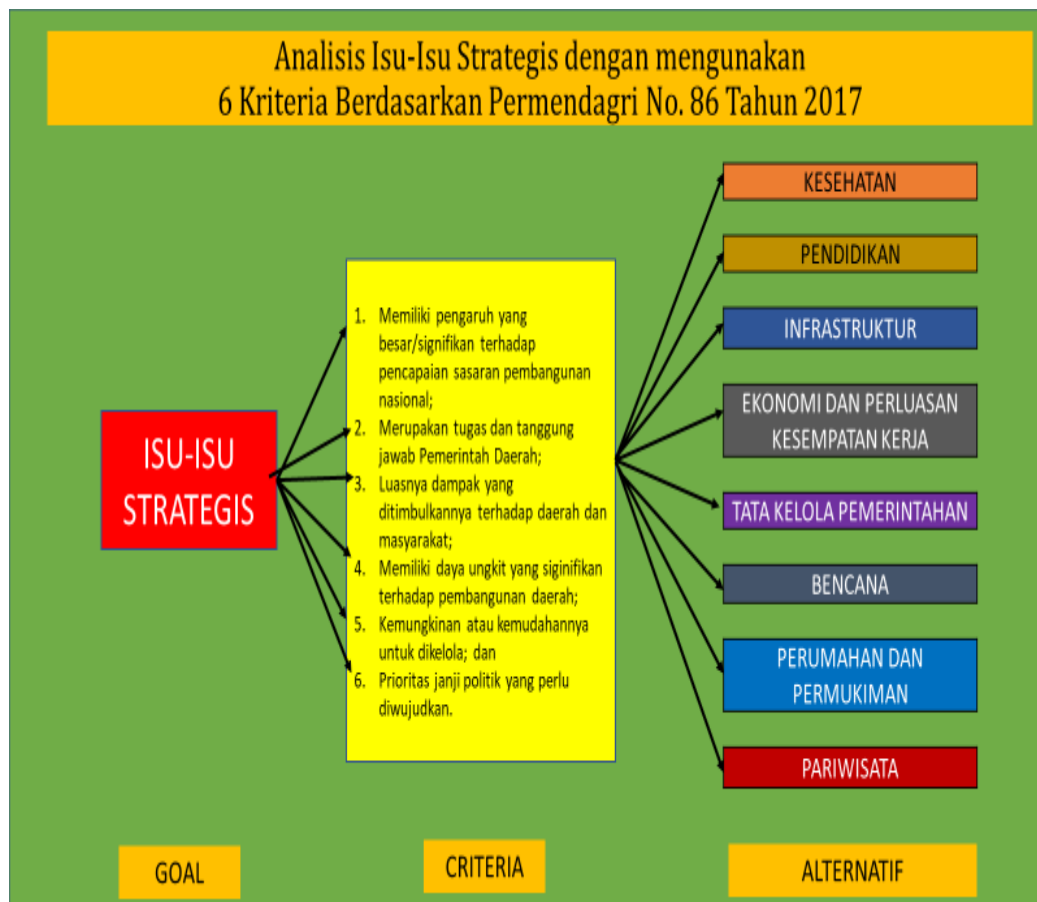 Analisis Isu-Isu Strategis dengan mengunakan
6 Kriteria Berdasarkan Permendagri No. 86 Tahun 2017
ISU-ISU
STRATEGIS
1. Memiliki pengaruh yang
besar/signifikan terhadap
pencapaian sasaran pembangunan
nasional;
2. Merupakan tugas dan tanggung
jawab Pemerintah Daerah;
3. Luasnya dampak yang
ditimbulkannya terhadap daerah dan
masyarakat;
4. Memiliki daya ungkit yang siginifikan
terhadap pembangunan daerah;
5. Kemungkinan atau kemudahannya
untuk dikelola; dan
6. Prioritas janji politik yang perlu
diwujudkan.
KESEHATAN
PENDIDIKAN
INFRASTRUKTUR
EKONOMI DAN PERLUASAN
KESEMPATAN KERJA
TATA KELOLA PEMERINTAHAN
BENCANA
PERUMAHAN DAN
PERMUKIMAN
PARIWISATA
GOAL
CRITERIA
ALTERNATIF